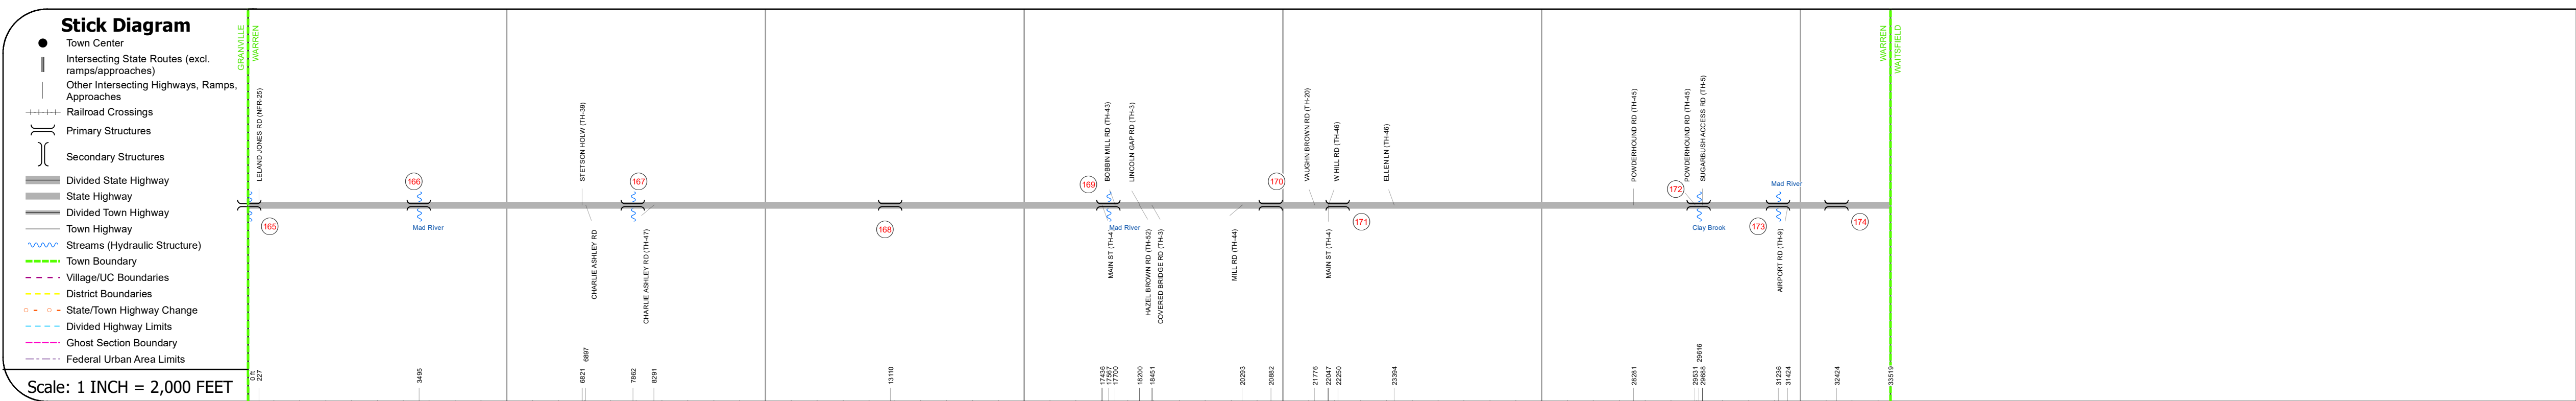 Stick Diagram
Town Center
Intersecting State Routes (excl.
ramps/approaches)
Other Intersecting Highways, Ramps,
Approaches
Railroad Crossings
Primary Structures
Secondary Structures
Divided State Highway
State Highway
Divided Town Highway
Town Highway
Streams (Hydraulic Structure)
Town Boundary
Village/UC Boundaries
District Boundaries
State/Town Highway Change
Divided Highway Limits
Ghost Section Boundary
Federal Urban Area Limits
Scale: 1 INCH = 2,000 FEET
GRANVILLE
WARREN
LELAND JONES RD (NFR-25)
165
166
Mad River
STETSON HOLW (TH-39)
CHARLIE ASHLEY RD
167
CHARLIE ASHLEY RD (TH-47)
168
169
BOBBIN MILL RD (TH-43)
MAIN ST (TH-4
Mad River
LINCOLN GAP RD (TH-3)
HAZEL BROWN RD (TH-52)
COVERED BRIDGE RD (TH-3)
MILL RD (TH-44)
170
VAUGHN BROWN RD (TH-20)
MAIN ST (TH-4)
W HILL RD (TH-46)
171
ELLEN LN (TH-46)
POWDERHOUND RD (TH-45)
172
POWDERHOUND RD (TH-45)
SUGARBUSH ACCESS RD (TH-5)
Clay Brook
173
Mad River
AIRPORT RD (TH-9)
174
WARREN
WAITSFIELD
0 ft
227
3495
6821
6897
7862
8291
13110
17436
17567
17700
18200
18451
20293
20882
21776
22047
22250
23394
28281
29531
29616
29688
31236
31424
32424
33519